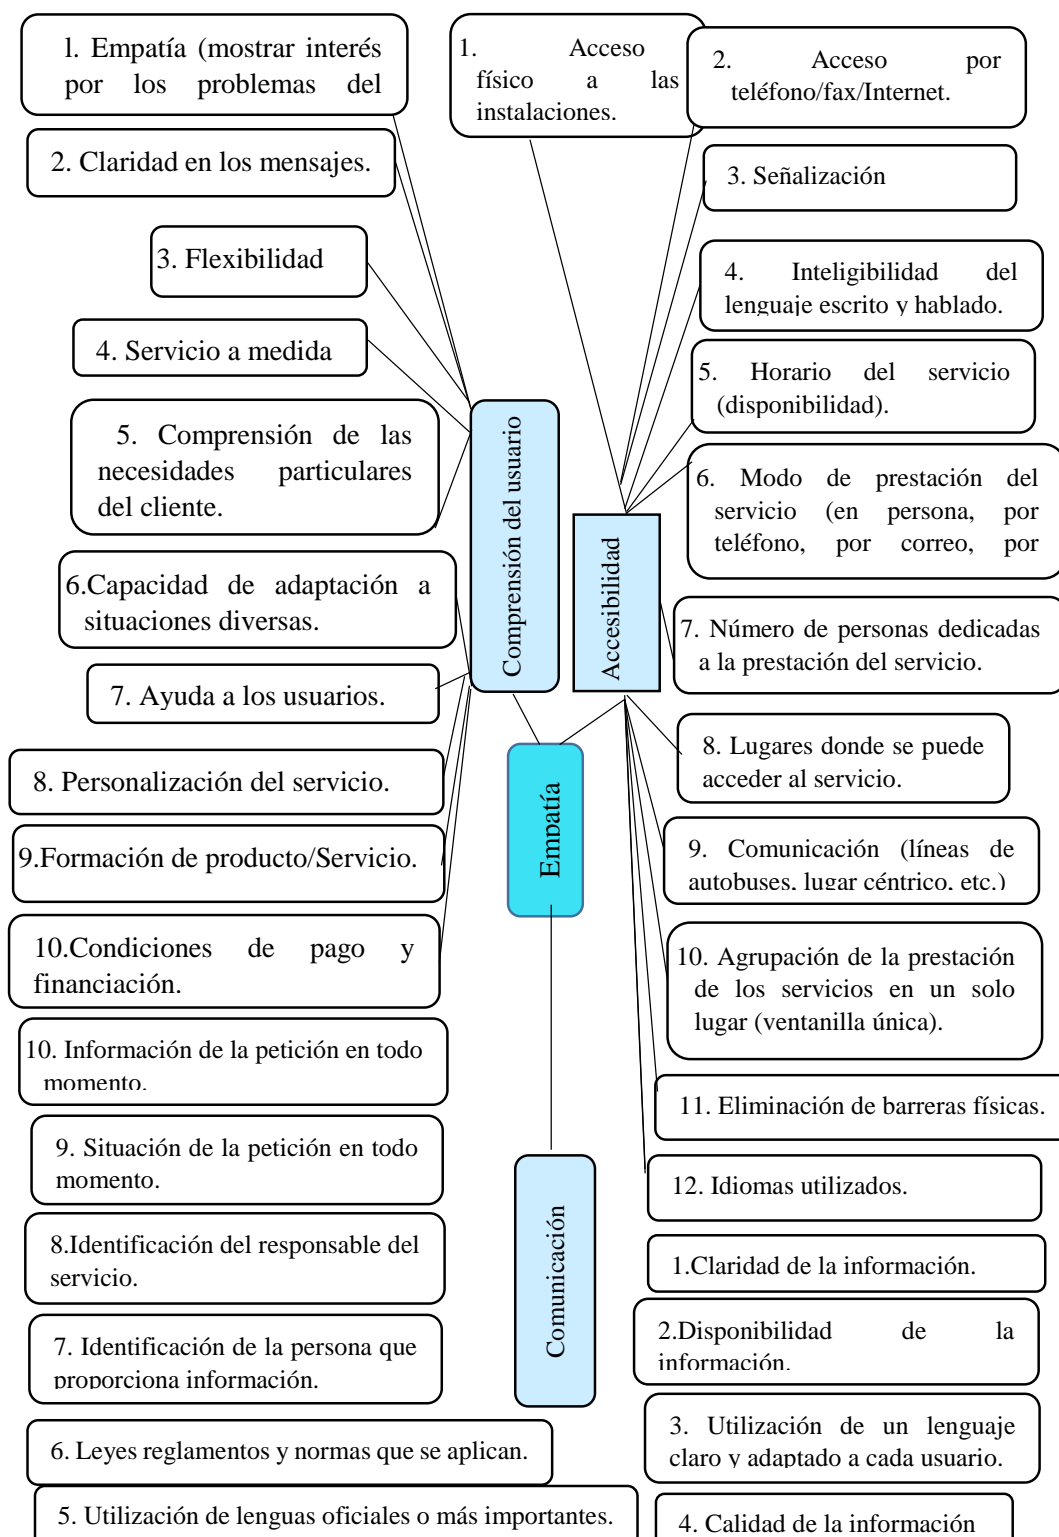 1. Empatía (mostrar interés
por los problemas del
2. Claridad en los mensajes.
3. Flexibilidad
4. Servicio a medida
5. Comprensión de las
necesidades particulares
del cliente.
6.Capacidad de adaptación a
situaciones diversas.
7. Ayuda a los usuarios.
8. Personalización del servicio.
9.Formación de producto/Servicio.
10.Condiciones de pago y
financiación.
Comprensión del usuario
1. Acceso
físico a las
instalaciones.
2. Acceso por
teléfono/fax/Internet.
3. Señalización
4. Inteligibilidad del
lenguaje escrito y hablado.
5. Horario del servicio
(disponibilidad).
6. Modo de prestación del
servicio (en persona, por
teléfono, por correo, por
7. Número de personas dedicadas
a la prestación del servicio.
8. Lugares donde se puede
acceder al servicio.
9. Comunicación (líneas de
autobuses, lugar céntrico, etc.)
10. Agrupación de la prestación
de los servicios en un solo
lugar (ventanilla única).
11. Eliminación de barreras físicas.
12. Idiomas utilizados.
Accesibilidad
Empatía
Comunicación
1.Claridad de la información.
2.Disponibilidad de la
información.
3. Utilización de un lenguaje
claro y adaptado a cada usuario.
4. Calidad de la información
5. Utilización de lenguas oficiales o más importantes.
6. Leyes reglamentos y normas que se aplican.
7. Identificación de la persona que
proporciona información.
8.Identificación del responsable del
servicio.
9. Situación de la petición en todo
momento.
10. Información de la petición en todo
momento.